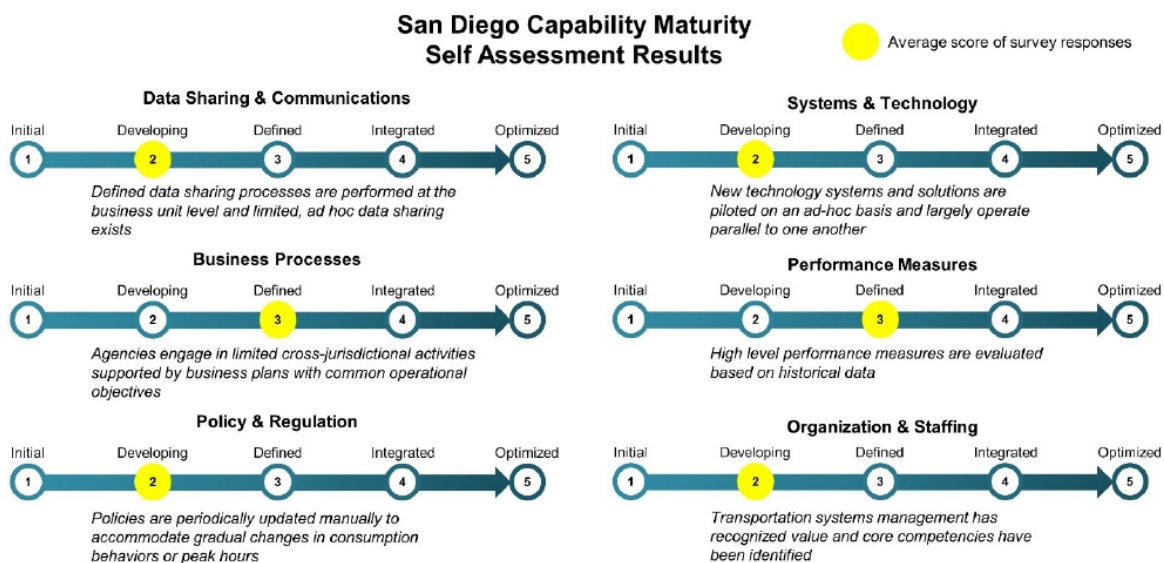 San Diego Capability Maturity
Self Assessment Results
Average score of survey responses
Data Sharing & Communications
Initial Developing Defined Integrated Optimized
1 2 3 4 5
Defined data sharing processes are performed at the
business unit level and limited, ad hoc data sharing
exists
Systems & Technology
Initial Developing Defined Integrated Optimized
1 2 3 4 5
New technology systems and solutions are
piloted on an ad-hoc basis and largely operate
parallel to one another
Business Processes
Initial Developing Defined Integrated Optimized
1 2 3 4 5
Agencies engage in limited cross-jurisdictional activities
supported by business plans with common operational
objectives
Performance Measures
Initial Developing Defined Integrated Optimized
1 2 3 4 5
High level performance measures are evaluated
based on historical data
Policy & Regulation
Initial Developing Defined Integrated Optimized
1 2 3 4 5
Policies are periodically updated manually to
accommodate gradual changes in consumption
behaviors or peak hours
Organization & Staffing
Initial Developing Defined Integrated Optimized
1 2 3 4 5
Transportation systems management has
recognized value and core competencies have
been identified